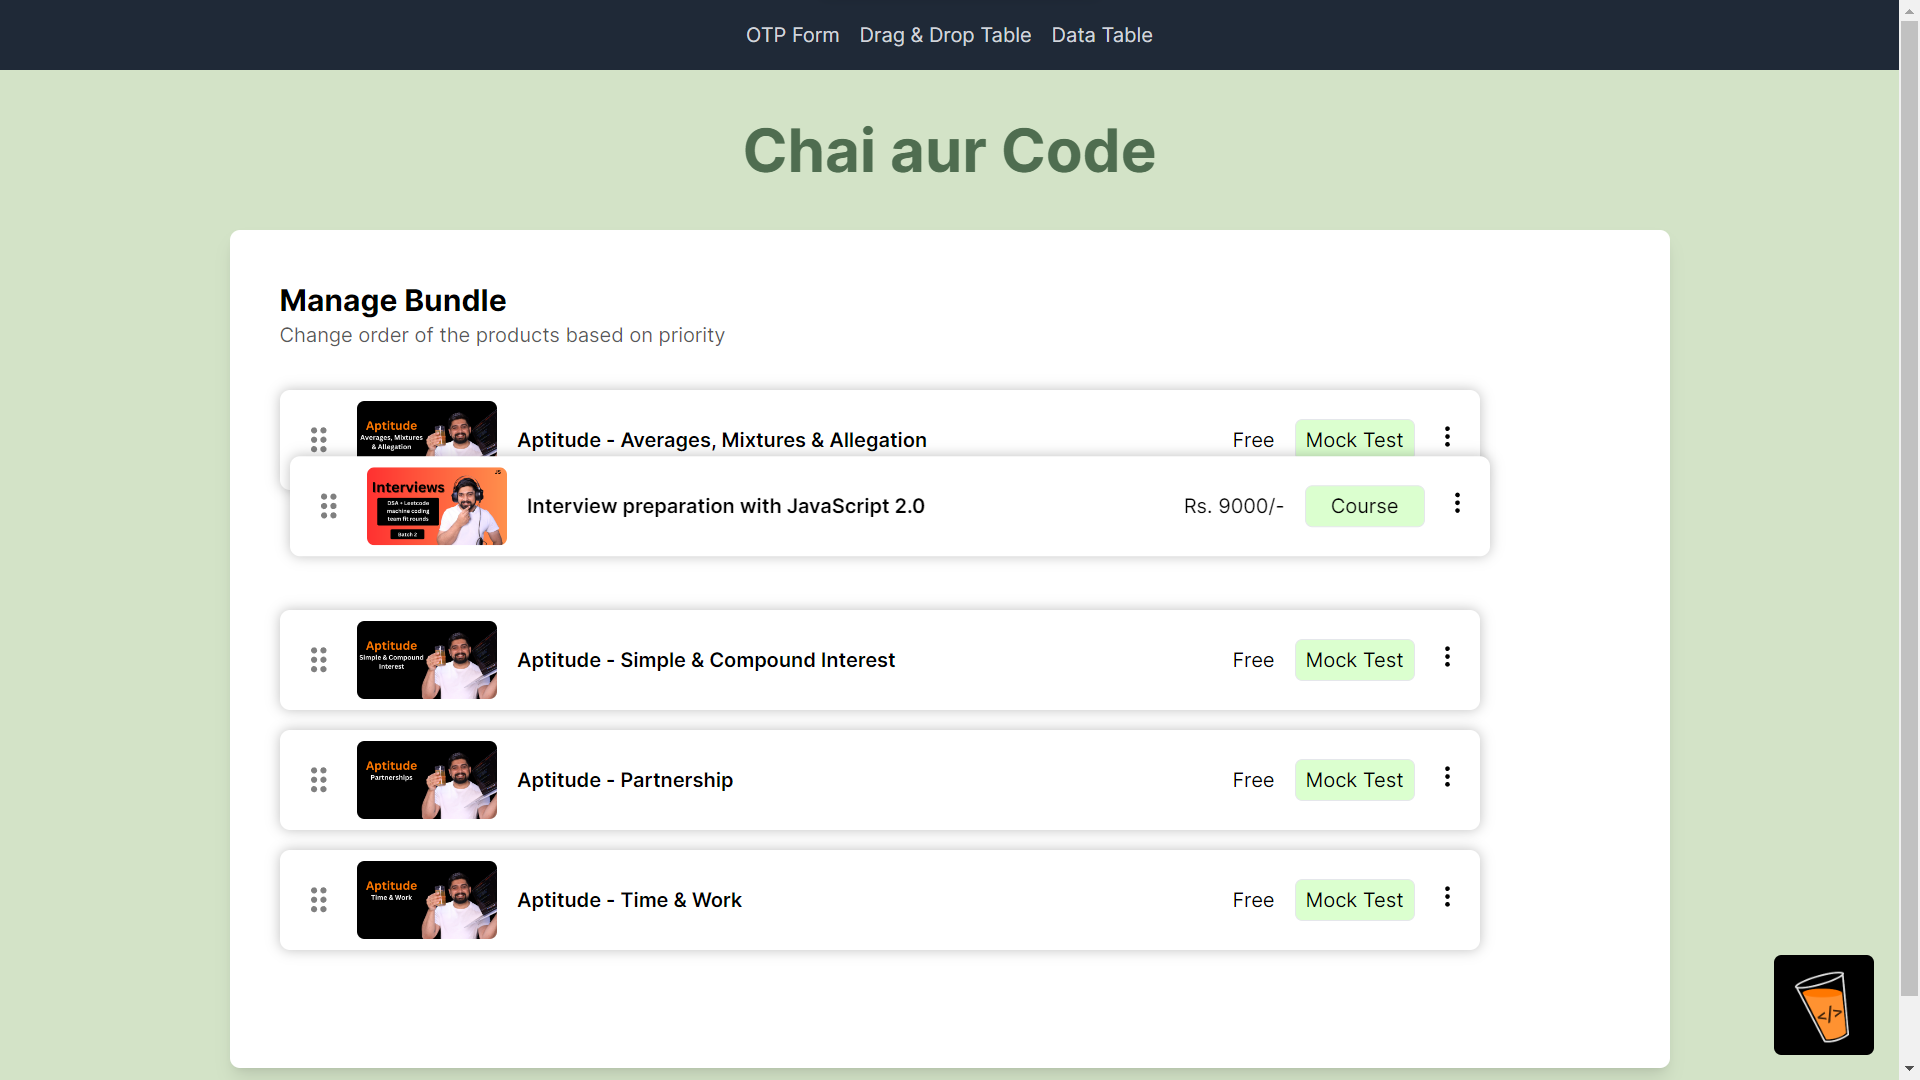 OTP Form Drag & Drop Table Data Table
Chai aur Code
Manage Bundle
Change order of the products based on priority
Aptitude
Averages, Mixtures
& Allegation
Aptitude - Averages, Mixtures & Allegation
Free
Mock Test
JS
Interviews
DSA + Leetcode
machine coding
team fit rounds
Batch 2
Interview preparation with JavaScript 2.0
Rs. 9000/-
Course
Aptitude
Simple & Compound
Interest
Aptitude - Simple & Compound Interest
Free
Mock Test
Aptitude
Partnerships
Aptitude - Partnership
Free
Mock Test
Aptitude
Time & Work
Aptitude - Time & Work
Free
Mock Test
</>